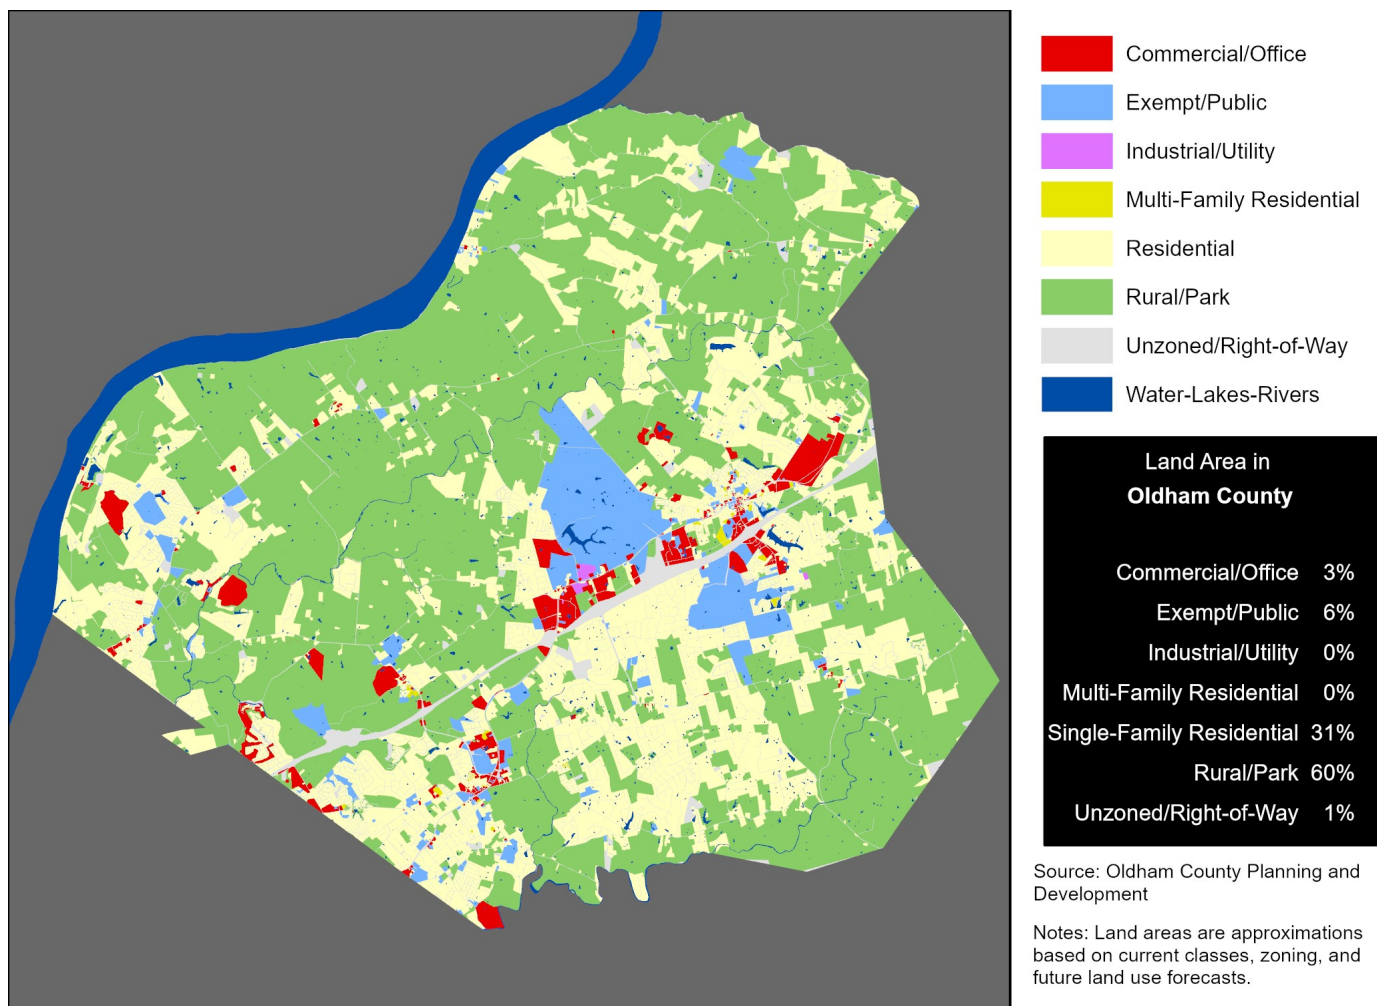 Commercial/Office
Exempt/Public
Industrial/Utility
Multi-Family Residential
Residential
Rural/Park
Unzoned/Right-of-Way
Water-Lakes-Rivers
Land Area in
Oldham County
Commercial/Office 3%
Exempt/Public 6%
Industrial/Utility 0%
Multi-Family Residential 0%
Single-Family Residential 31%
Rural/Park 60%
Unzoned/Right-of-Way 1%
Source: Oldham County Planning and
Development
Notes: Land areas are approximations
based on current classes, zoning, and
future land use forecasts.